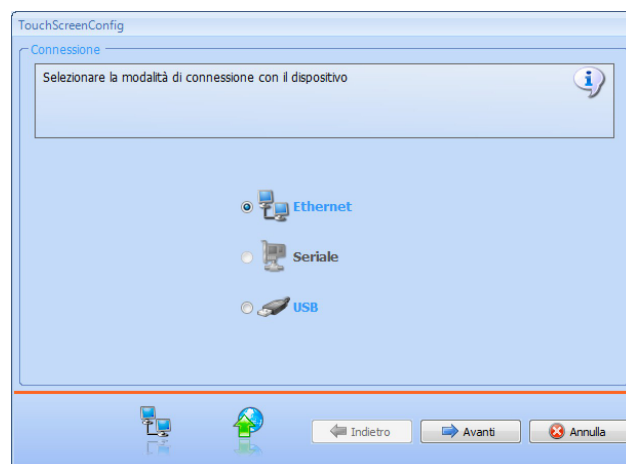 TouchScreenConfig
Connessione
Selezionare la modalità di connessione con il dispositivo
Ethernet
Seriale
USB
Indietro
Avanti
Annulla